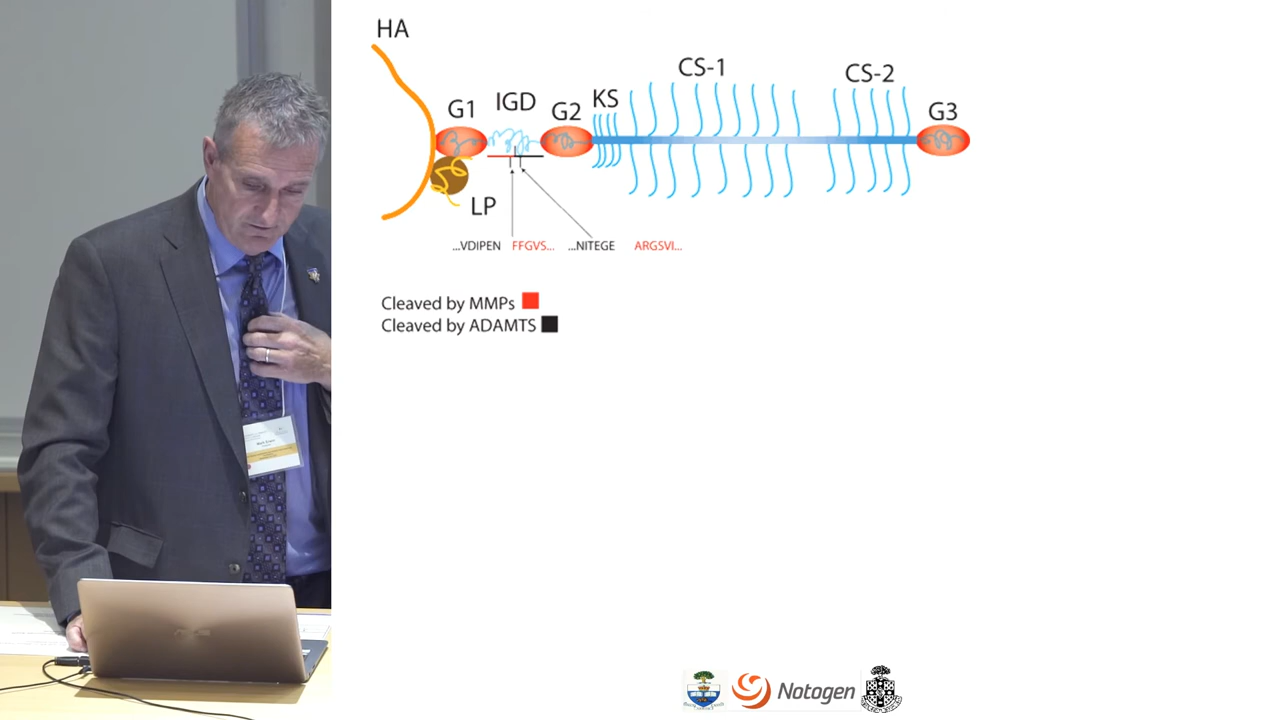 HA
G1
IGD
G2
KS
CS-1
CS-2
G3
LP
...VDIPEN FFGVS... ...NITEGE ARGSVI...
Cleaved by MMPs
Cleaved by ADAMTS
Notogen